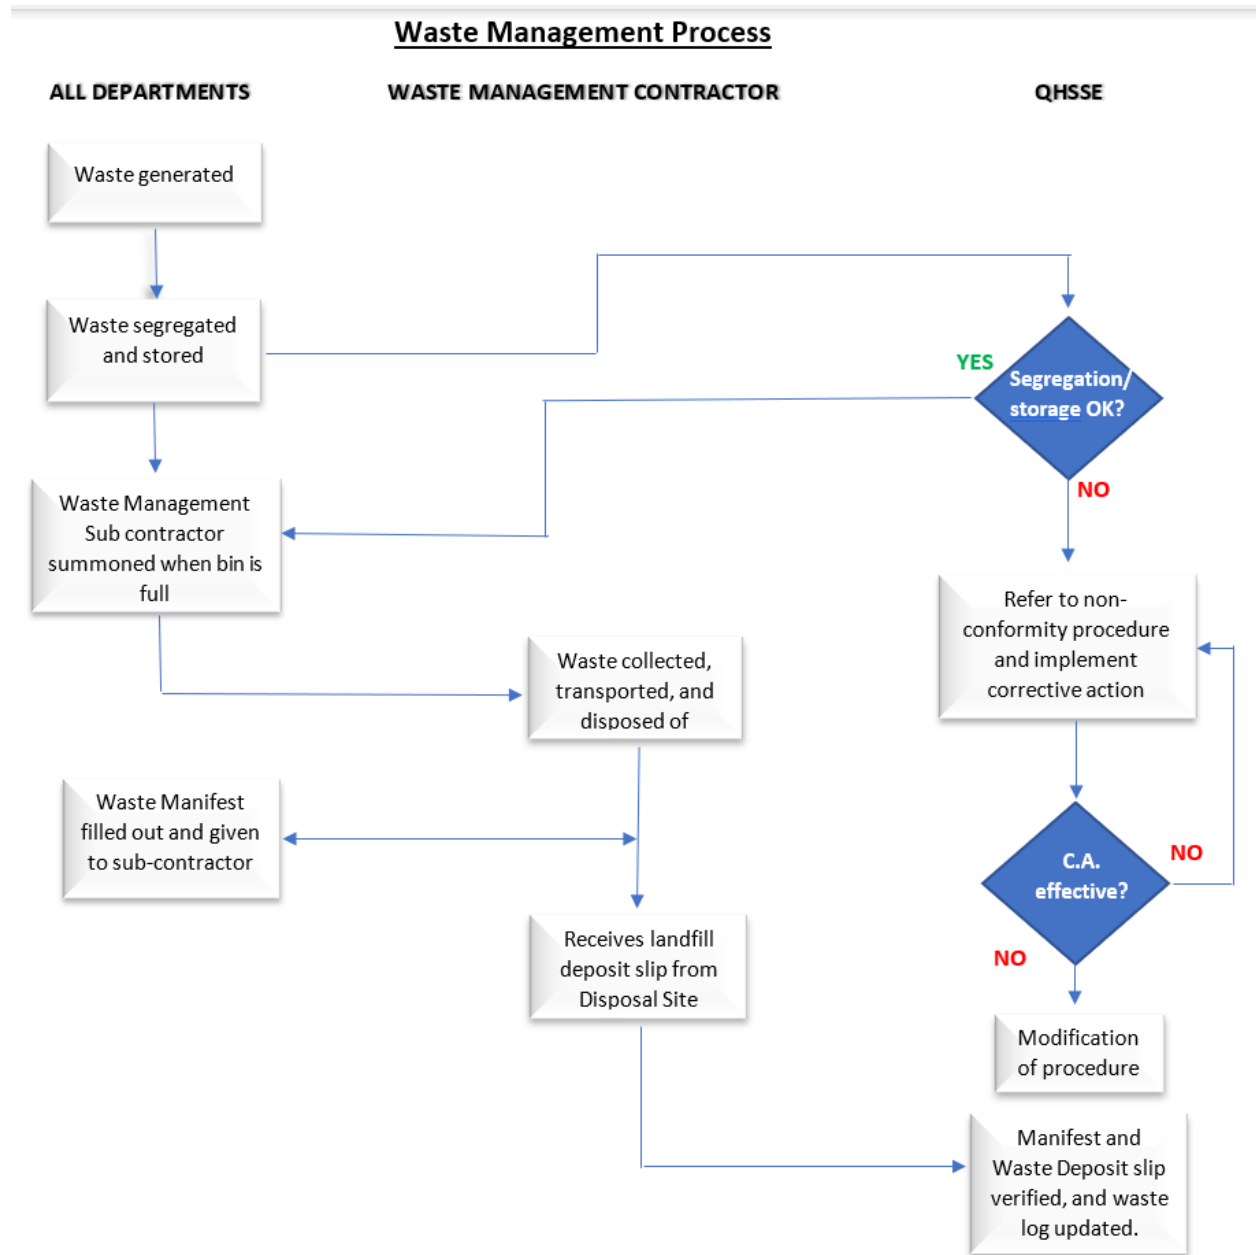 Waste Management Process
ALL DEPARTMENTS
WASTE MANAGEMENT CONTRACTOR
QHSSE
Waste generated
Waste segregated
and stored
YES
Segregation/
storage OK?
NO
Waste Management
Sub contractor
summoned when bin is
full
Refer to non-
conformity procedure
and implement
corrective action
Waste collected,
transported, and
disposed of
Waste Manifest
filled out and given
to sub-contractor
C.A.
effective?
NO
NO
Receives landfill
deposit slip from
Disposal Site
Modification
of procedure
Manifest and
Waste Deposit slip
verified, and waste
log updated.